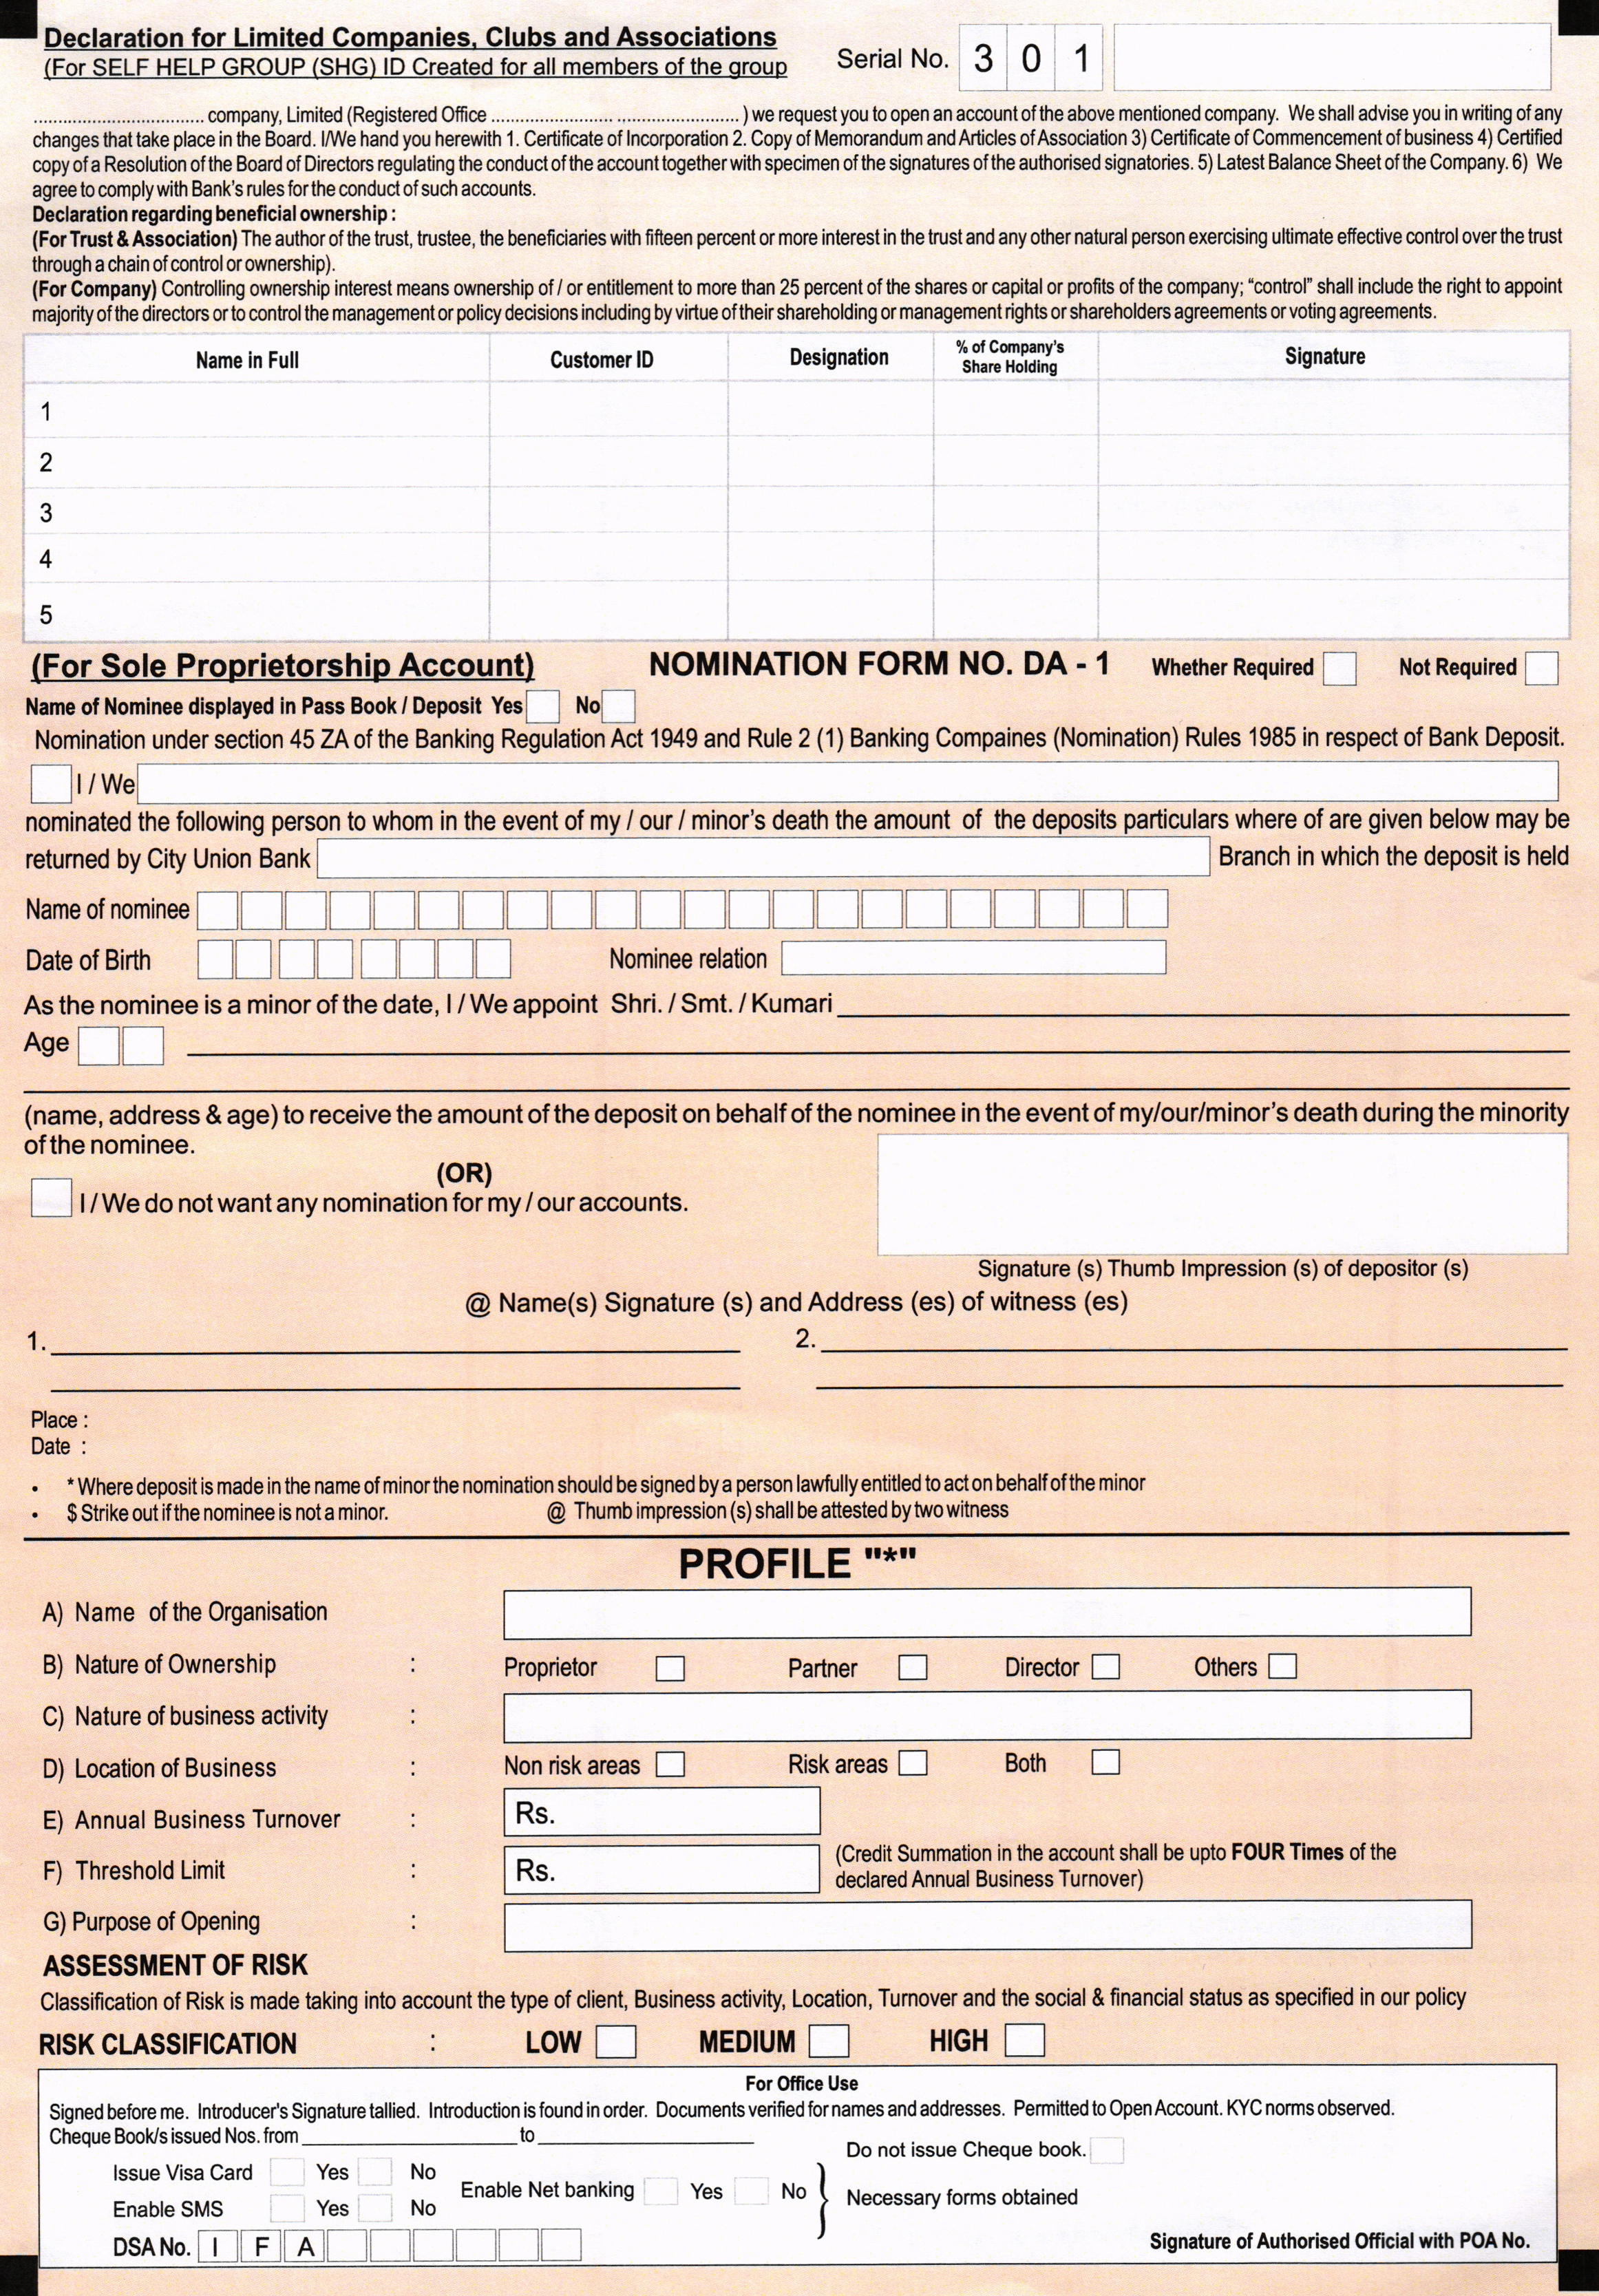 Declaration for Limited Companies, Clubs and Associations
(For SELF HELP GROUP (SHG) ID Created for all members of the group
Serial No. 3 0 1
................................. company, Limited (Registered Office ................................................ ) we request you to open an account of the above mentioned company. We shall advise you in writing of any
changes that take place in the Board. I/We hand you herewith 1. Certificate of Incorporation 2. Copy of Memorandum and Articles of Association 3) Certificate of Commencement of business 4) Certified
copy of a Resolution of the Board of Directors regulating the conduct of the account together with specimen of the signatures of the authorised signatories. 5) Latest Balance Sheet of the Company. 6) We
agree to comply with Bank's rules for the conduct of such accounts.
Declaration regarding beneficial ownership :
(For Trust & Association) The author of the trust, trustee, the beneficiaries with fifteen percent or more interest in the trust and any other natural person exercising ultimate effective control over the trust
through a chain of control or ownership).
(For Company) Controlling ownership interest means ownership of / or entitlement to more than 25 percent of the shares or capital or profits of the company; “control” shall include the right to appoint
majority of the directors or to control the management or policy decisions including by virtue of their shareholding or management rights or shareholders agreements or voting agreements.
Name in Full Customer ID Designation % of Company's Signature
Share Holding
1
2
3
4
5
(For Sole Proprietorship Account) NOMINATION FORM NO. DA - 1 Whether Required Not Required
Name of Nominee displayed in Pass Book / Deposit Yes No
Nomination under section 45 ZA of the Banking Regulation Act 1949 and Rule 2 (1) Banking Compaines (Nomination) Rules 1985 in respect of Bank Deposit.
I / We
nominated the following person to whom in the event of my / our / minor's death the amount of the deposits particulars where of are given below may be
returned by City Union Bank Branch in which the deposit is held
Name of nominee
Date of Birth Nominee relation
As the nominee is a minor of the date, I / We appoint Shri. / Smt. / Kumari
Age
(name, address & age) to receive the amount of the deposit on behalf of the nominee in the event of my/our/minor's death during the minority
of the nominee.
(OR)
I / We do not want any nomination for my / our accounts.
Signature (s) Thumb Impression (s) of depositor (s)
@ Name(s) Signature (s) and Address (es) of witness (es)
1. 2.
Place :
Date :
• * Where deposit is made in the name of minor the nomination should be signed by a person lawfully entitled to act on behalf of the minor
• $ Strike out if the nominee is not a minor. @ Thumb impression (s) shall be attested by two witness
PROFILE "*"
A) Name of the Organisation
B) Nature of Ownership : Proprietor Partner Director Others
C) Nature of business activity :
D) Location of Business : Non risk areas Risk areas Both
E) Annual Business Turnover : Rs.
F) Threshold Limit : Rs. (Credit Summation in the account shall be upto FOUR Times of the
declared Annual Business Turnover)
G) Purpose of Opening :
ASSESSMENT OF RISK
Classification of Risk is made taking into account the type of client, Business activity, Location, Turnover and the social & financial status as specified in our policy
RISK CLASSIFICATION : LOW MEDIUM HIGH
For Office Use
Signed before me. Introducer's Signature tallied. Introduction is found in order. Documents verified for names and addresses. Permitted to Open Account. KYC norms observed.
Cheque Book/s issued Nos. from ____________ to ____________
Do not issue Cheque book.
Issue Visa Card Yes No
Enable Net banking Yes No } Necessary forms obtained
Enable SMS Yes No
DSA No. I F A
Signature of Authorised Official with POA No.